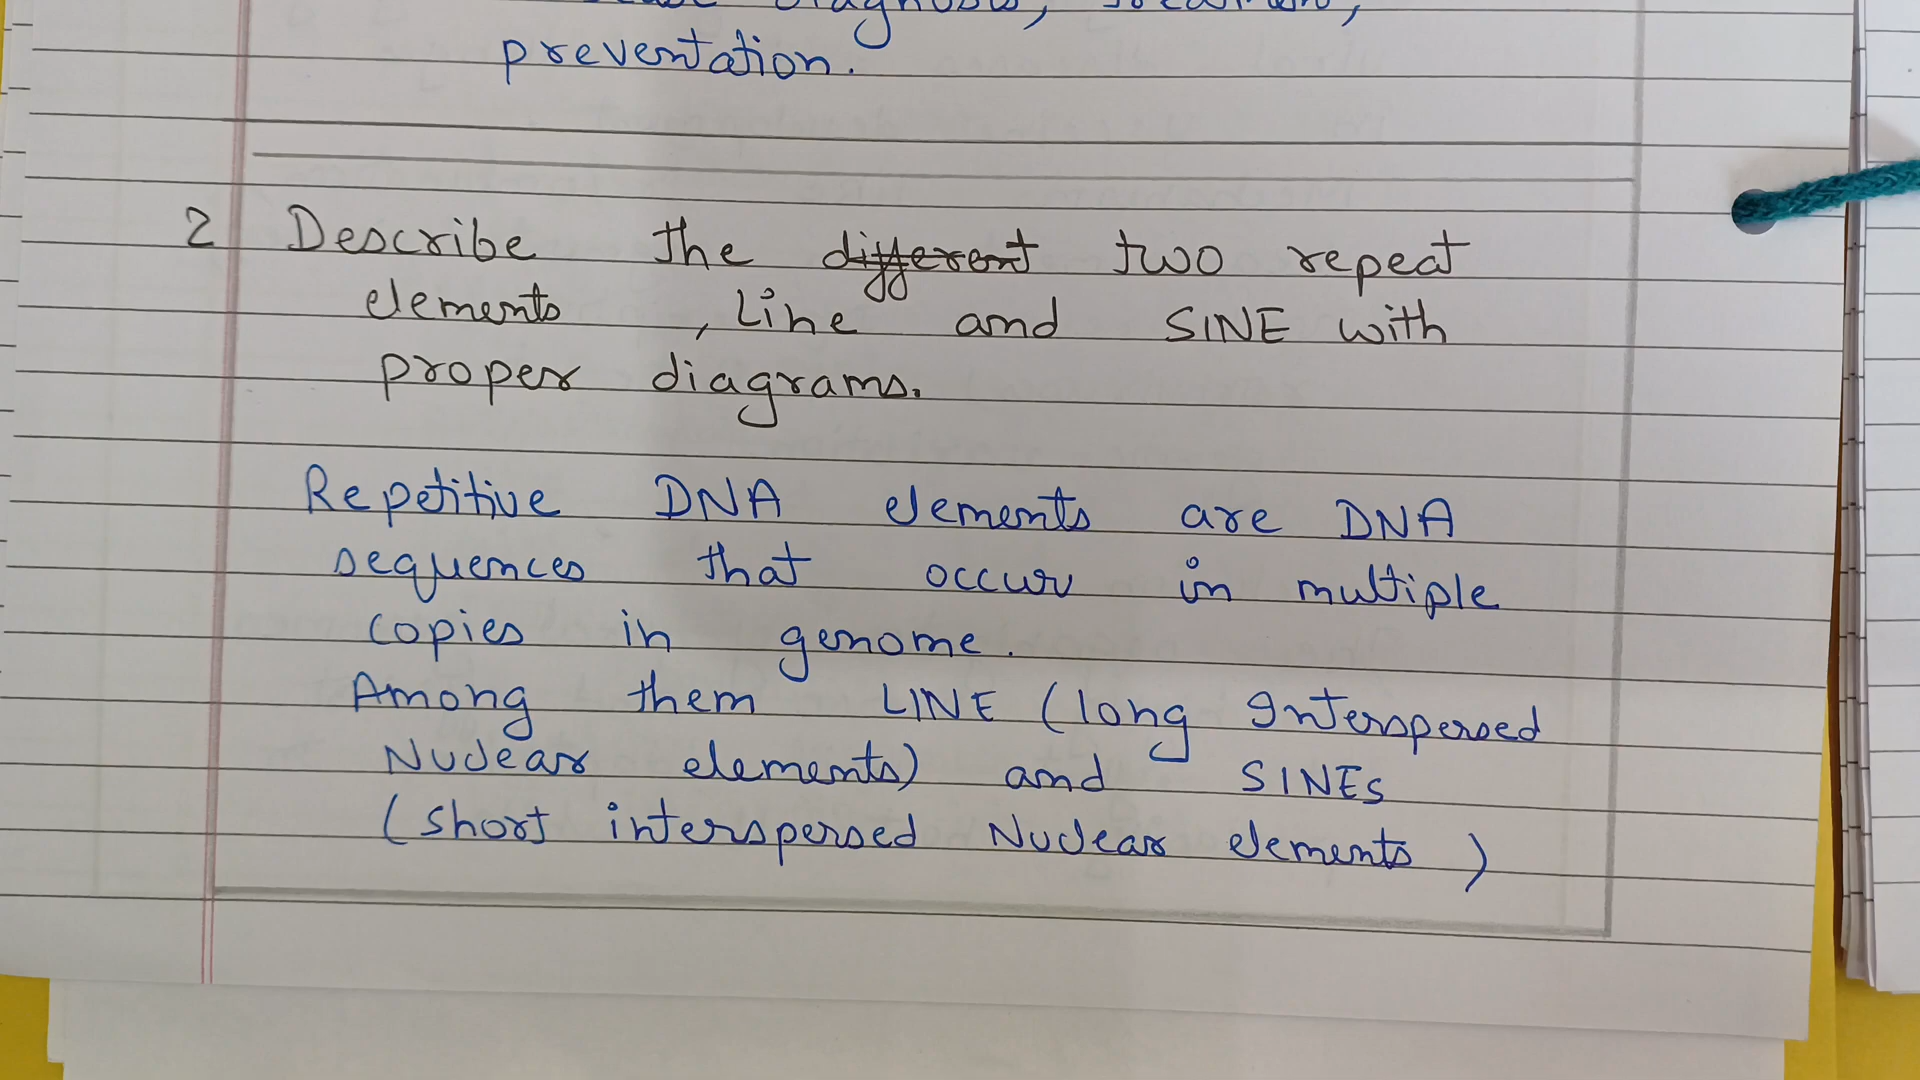 preventation.
2 Describe the different two repeat
elements , Line and SINE with
proper diagrams.
Repetitive DNA elements are DNA
sequences that occur in multiple
copies in genome.
Among them LINE (long Interspersed
Nuclear elements) and SINEs
(short interspersed Nuclear elements)